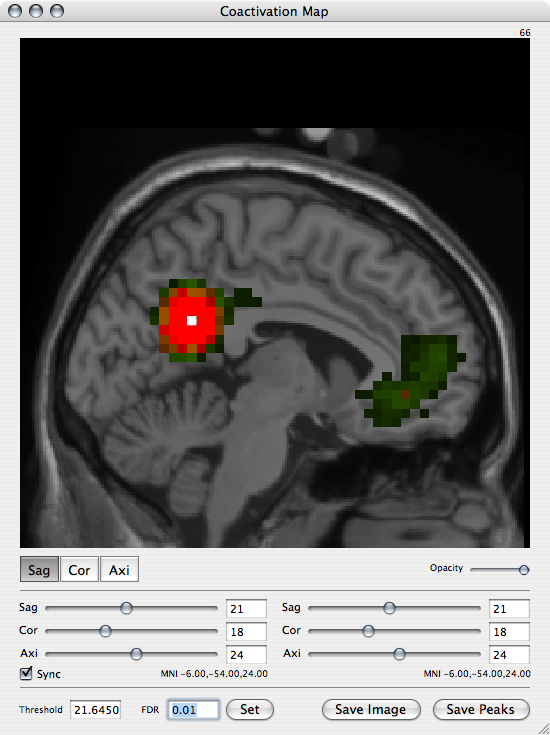 Coactivation Map
66
Sag Cor Axi Opacity
Sag 21 Sag 21
Cor 18 Cor 18
Axi 24 Axi 24
Sync MNI -6.00,-54.00,24.00 MNI -6.00,-54.00,24.00
Threshold 21.6450 FDR 0.01 Set Save Image Save Peaks